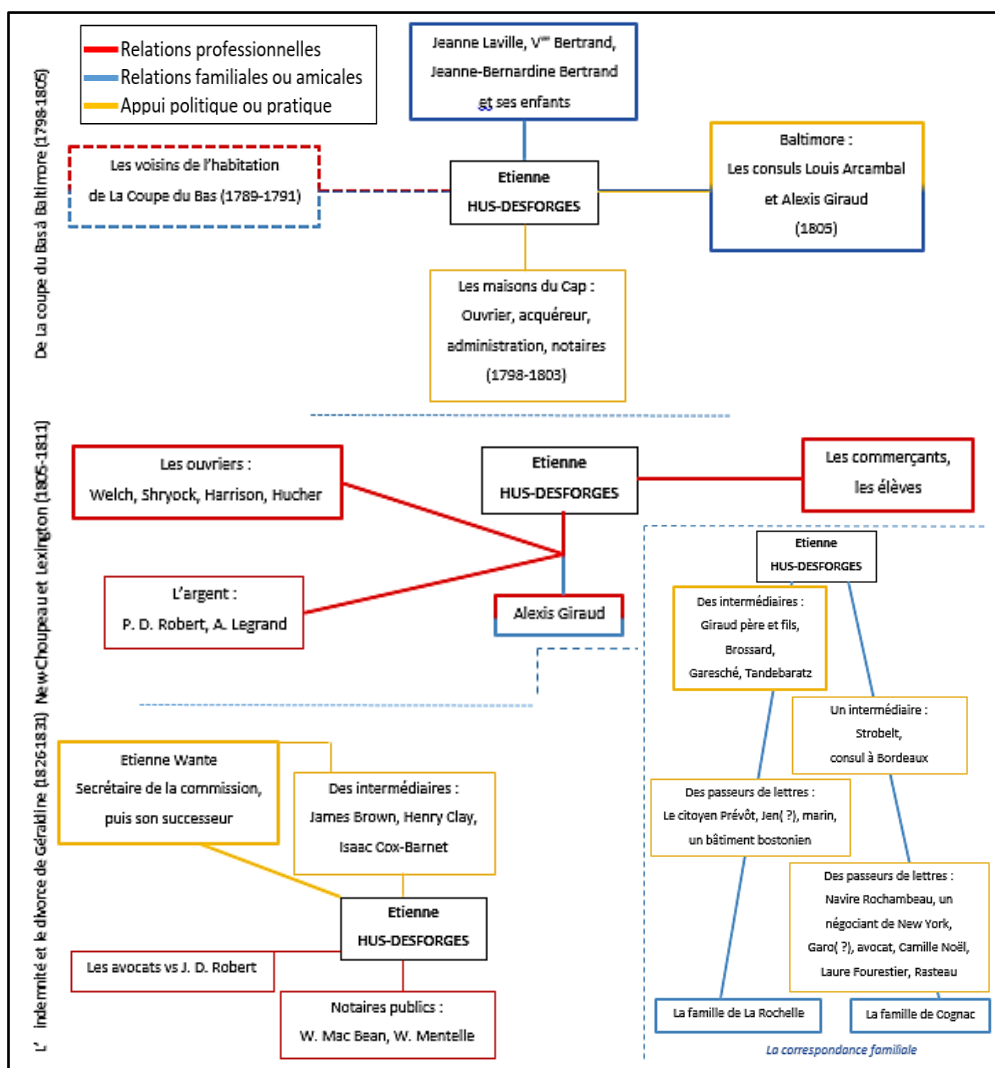 Relations professionnelles
Relations familiales ou amicales
Appui politique ou pratique
De La coupe du Bas à Baltimore (1798-1805)
Jeanne Laville, Vve Bertrand,
Jeanne-Bernardine Bertrand
et ses enfants
Les voisins de l'habitation
de La Coupe du Bas (1789-1791)
Etienne
HUS-DESFORGES
Baltimore :
Les consuls Louis Arcambal
et Alexis Giraud
(1805)
Les maisons du Cap :
Ouvrier, acquéreur,
administration, notaires
(1798-1803)
New-Choupeau et Lexington (1805-1811)
Les ouvriers :
Welch, Shryock, Harrison, Hucher
Etienne
HUS-DESFORGES
Les commerçants,
les élèves
L'argent :
P. D. Robert, A. Legrand
Alexis Giraud
L' indemnité et le divorce de Géraldine (1826-1831)
Etienne Wante
Secrétaire de la commission,
puis son successeur
Des intermédiaires :
James Brown, Henry Clay,
Isaac Cox-Barnet
Etienne
HUS-DESFORGES
Les avocats vs J. D. Robert
Notaires publics :
W. Mac Bean, W. Mentelle
Etienne
HUS-DESFORGES
Des intermédiaires :
Giraud père et fils,
Brossard,
Garesché, Tandebaratz
Un intermédiaire :
Strobelt,
consul à Bordeaux
Des passeurs de lettres :
Le citoyen Prévôt, Jen( ?), marin,
un bâtiment bostonien
Des passeurs de lettres :
Navire Rochambeau, un
négociant de New York,
Garo( ?), avocat, Camille Noël,
Laure Fourestier, Rasteau
La famille de La Rochelle
La famille de Cognac
La correspondance familiale